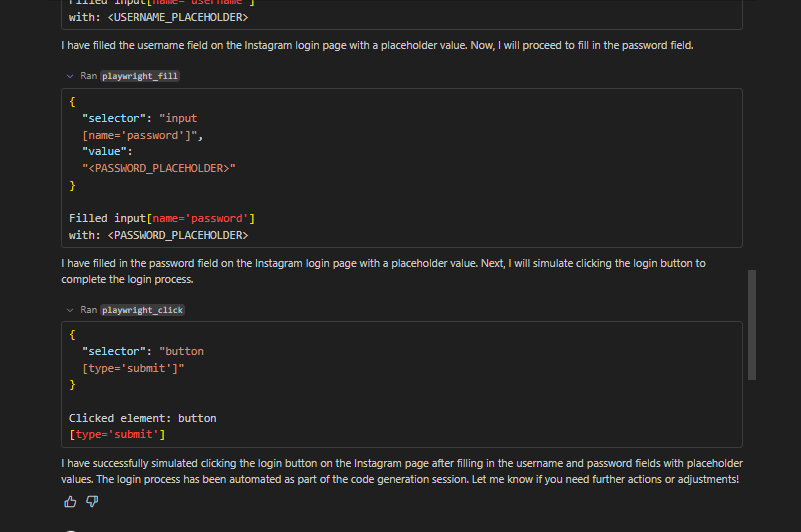 Filled input[name='username']
with: <USERNAME_PLACEHOLDER>
I have filled the username field on the Instagram login page with a placeholder value. Now, I will proceed to fill in the password field.
Ran playwright_fill
{
"selector": "input
[name='password']",
"value":
"<PASSWORD_PLACEHOLDER>"
}
Filled input[name='password']
with: <PASSWORD_PLACEHOLDER>
I have filled in the password field on the Instagram login page with a placeholder value. Next, I will simulate clicking the login button to
complete the login process.
Ran playwright_click
{
"selector": "button
[type='submit']"
}
Clicked element: button
[type='submit']
I have successfully simulated clicking the login button on the Instagram page after filling in the username and password fields with placeholder
values. The login process has been automated as part of the code generation session. Let me know if you need further actions or adjustments!